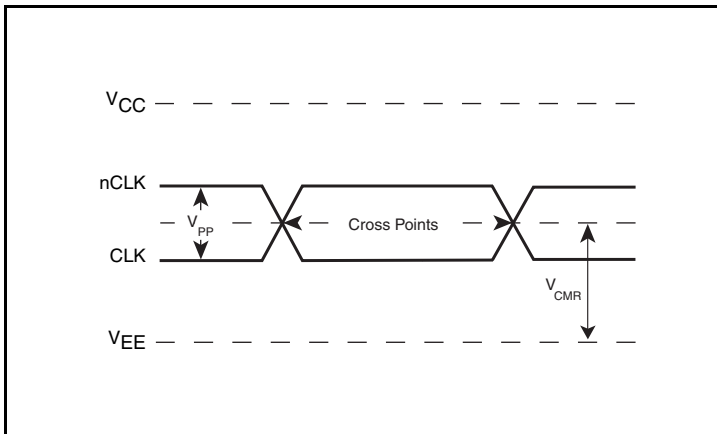 VCC
nCLK
VPP
Cross Points
CLK
VCMR
VEE